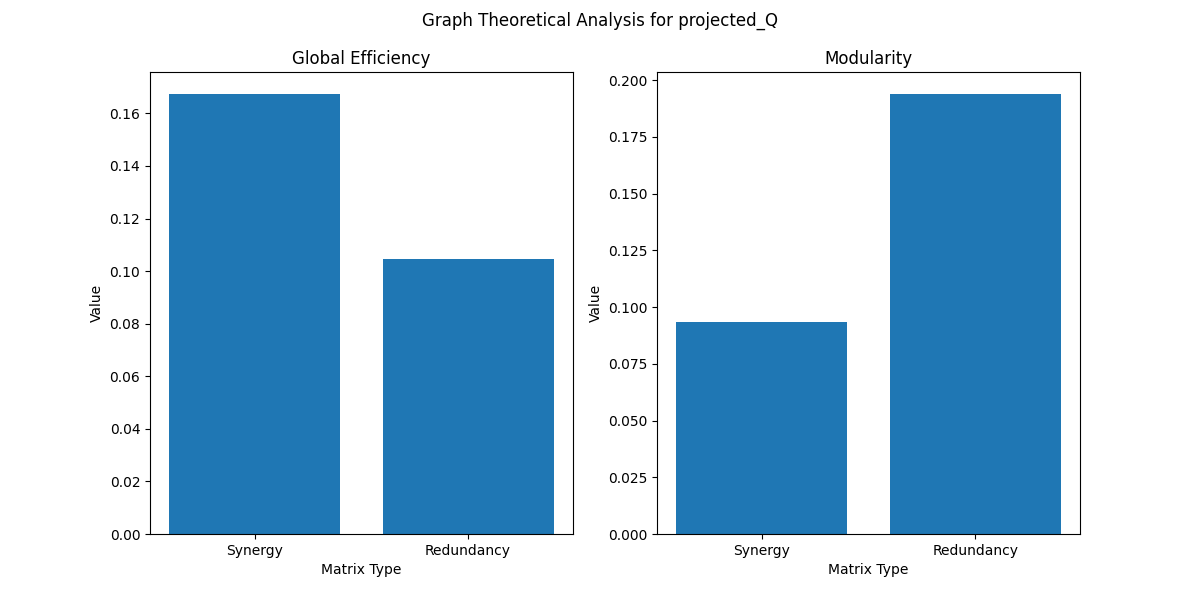 Graph Theoretical Analysis for projected_Q
Global Efficiency
0.16
0.14
0.12
0.10
0.08
0.06
0.04
0.02
0.00
Value
Synergy
Redundancy
Matrix Type
Modularity
0.200
0.175
0.150
0.125
0.100
0.075
0.050
0.025
0.000
Value
Synergy
Redundancy
Matrix Type